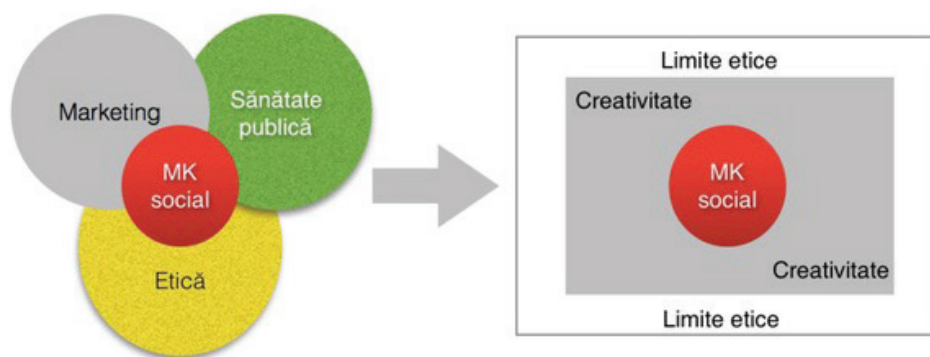 Marketing
Sănătate
publică
MK
social
Etică
Limite etice
Creativitate
MK
social
Creativitate
Limite etice